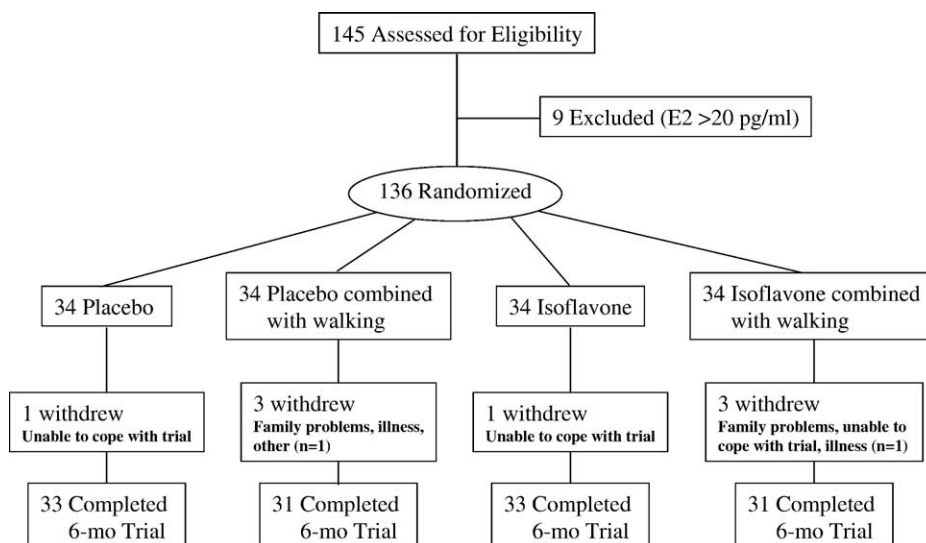 145 Assessed for Eligibility
9 Excluded (E2 >20 pg/ml)
136 Randomized
34 Placebo
34 Placebo combined
with walking
34 Isoflavone
34 Isoflavone combined
with walking
1 withdrew
Unable to cope with trial
3 withdrew
Family problems, illness,
other (n=1)
1 withdrew
Unable to cope with trial
3 withdrew
Family problems, unable to
cope with trial, illness (n=1)
33 Completed
6-mo Trial
31 Completed
6-mo Trial
33 Completed
6-mo Trial
31 Completed
6-mo Trial